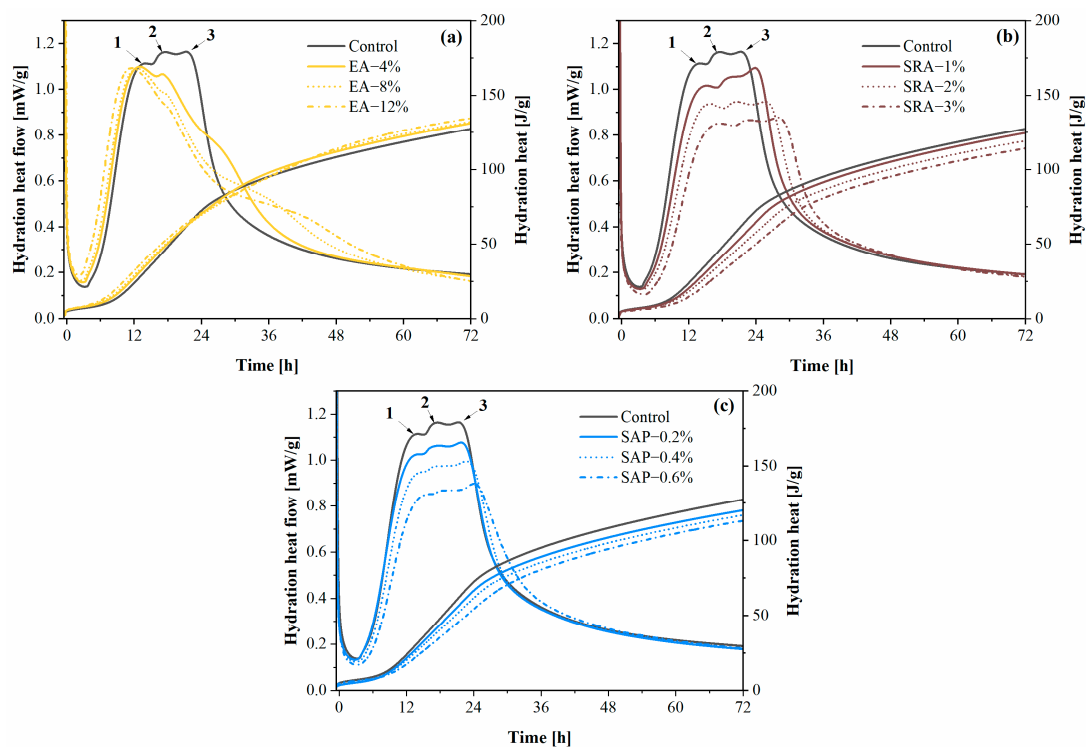 (a)
1 2 3
Control
EA−4%
EA−8%
EA−12%
Hydration heat flow [mW/g]
1.2
1.0
0.8
0.6
0.4
0.2
0.0
200
150
100
50
0
Hydration heat [J/g]
0 12 24 36 48 60 72
Time [h]
(b)
1 2 3
Control
SRA−1%
SRA−2%
SRA−3%
Hydration heat flow [mW/g]
1.2
1.0
0.8
0.6
0.4
0.2
0.0
200
150
100
50
0
Hydration heat [J/g]
0 12 24 36 48 60 72
Time [h]
(c)
1 2 3
Control
SAP−0.2%
SAP−0.4%
SAP−0.6%
Hydration heat flow [mW/g]
1.2
1.0
0.8
0.6
0.4
0.2
0.0
200
150
100
50
0
Hydration heat [J/g]
0 12 24 36 48 60 72
Time [h]